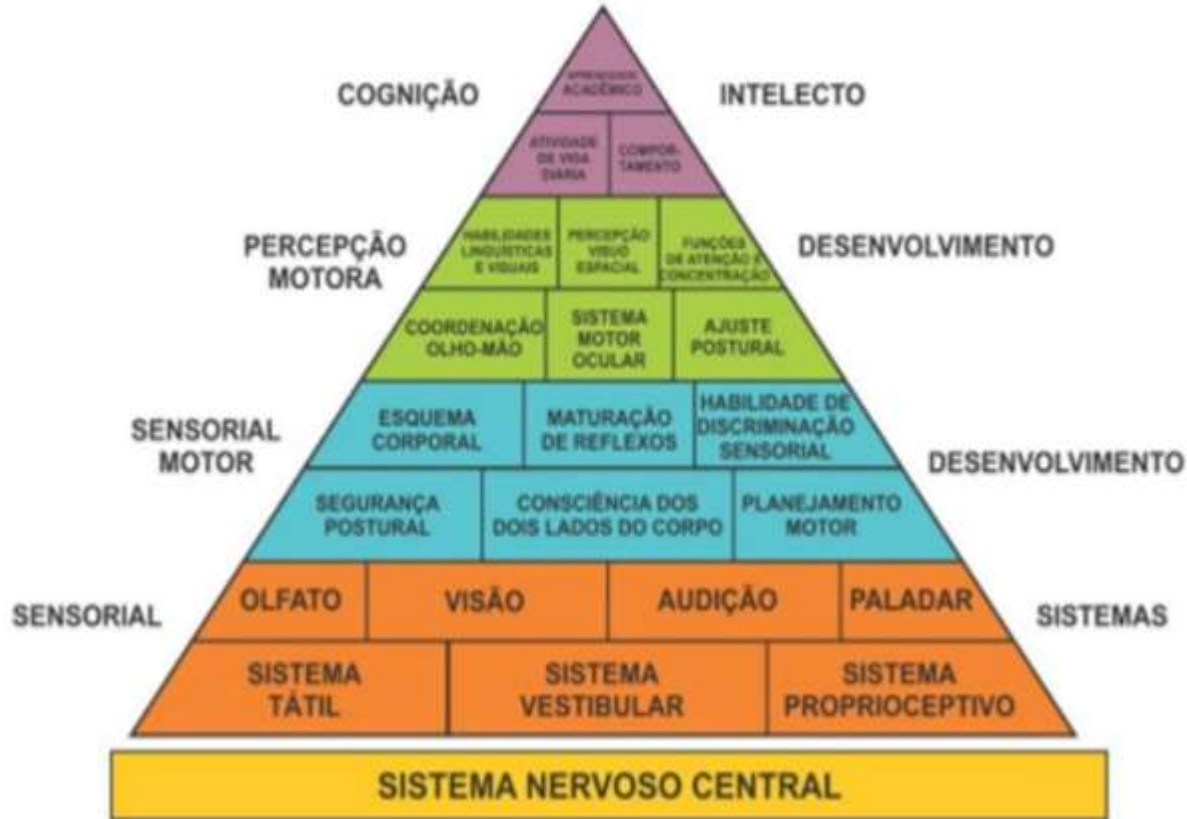 APRENDIZADO
ACADÊMICO
COGNIÇÃO
INTELECTO
ATIVIDADE
DE VIDA
DIÁRIA
COMPOR-
TAMENTO
PERCEPÇÃO
MOTORA
HABILIDADES
LINGUÍSTICAS
E VISUAIS
PERCEPÇÃO
VISUO
ESPACIAL
FUNÇÕES
DE ATENÇÃO E
CONCENTRAÇÃO
DESENVOLVIMENTO
COORDENAÇÃO
OLHO-MÃO
SISTEMA
MOTOR
OCULAR
AJUSTE
POSTURAL
SENSORIAL
MOTOR
ESQUEMA
CORPORAL
MATURAÇÃO
DE REFLEXOS
HABILIDADE DE
DISCRIMINAÇÃO
SENSORIAL
DESENVOLVIMENTO
SEGURANÇA
POSTURAL
CONSCIÊNCIA DOS
DOIS LADOS DO CORPO
PLANEJAMENTO
MOTOR
SENSORIAL
OLFATO
VISÃO
AUDIÇÃO
PALADAR
SISTEMAS
SISTEMA
TÁTIL
SISTEMA
VESTIBULAR
SISTEMA
PROPRIOCEPTIVO
SISTEMA NERVOSO CENTRAL